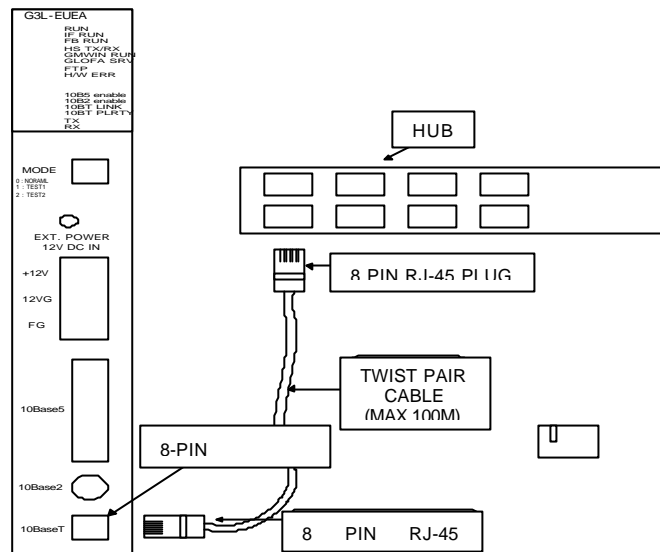 G3L-EUEA
RUN
IF RUN
FB RUN
HS TX/RX
GMWIN RUN
GLOFA SRV
FTP
H/W ERR
10B5 enable
10B2 enable
10BT LINK
10BT PLRTY
TX
RX
MODE
0 : NORAML
1 : TEST1
2 : TEST2
EXT. POWER
12V DC IN
+12V
12VG
FG
10Base5
10Base2
10BaseT
HUB
8 PIN RJ-45 PLUG
TWIST PAIR
CABLE
(MAX 100M)
8-PIN
8 PIN RJ-45